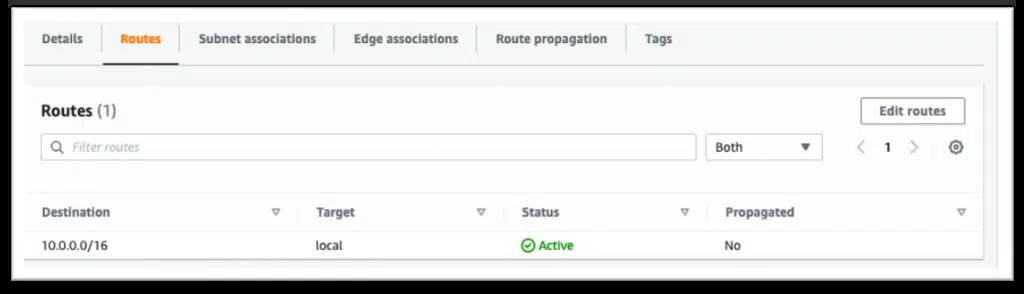 Details Routes Subnet associations Edge associations Route propagation Tags
Routes (1) Edit routes
Filter routes Both 1
Destination Target Status Propagated
10.0.0.0/16 local Active No